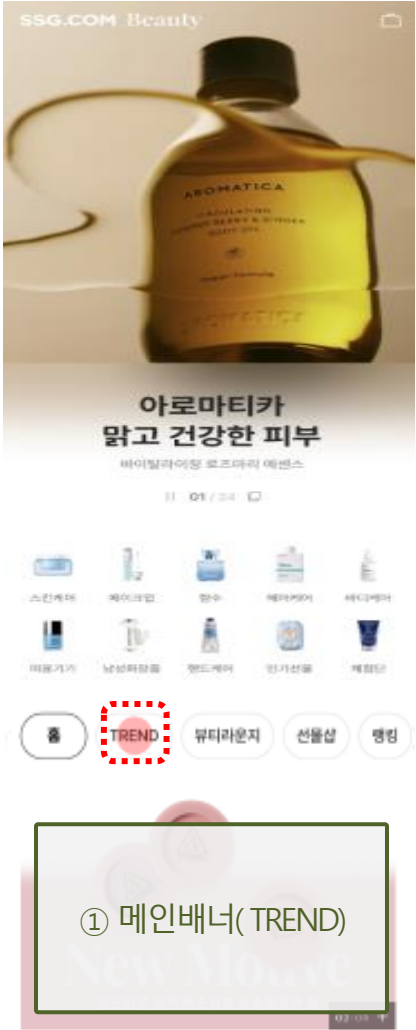 SSG.COM Beauty
AROMATICA
아로마티카
맑고 건강한 피부
바이탈라이징 로즈마리 에센스
01 / 24
스킨케어 메이크업 향수 헤어케어 바디케어
미용기기 남성화장품 핸드케어 인기선물 체험단
홈 TREND 뷰티라운지 선물샵 랭킹
① 메인배너( TREND)
New Mouve